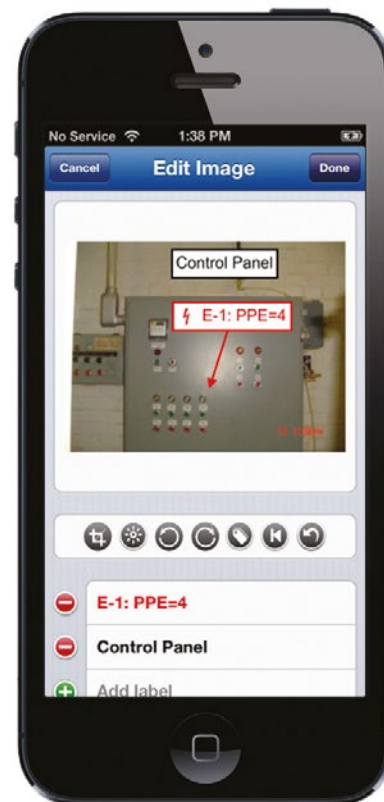 No Service 1:38 PM
Cancel Edit Image Done
Control Panel
E-1: PPE=4
E-1: PPE=4
Control Panel
Add label